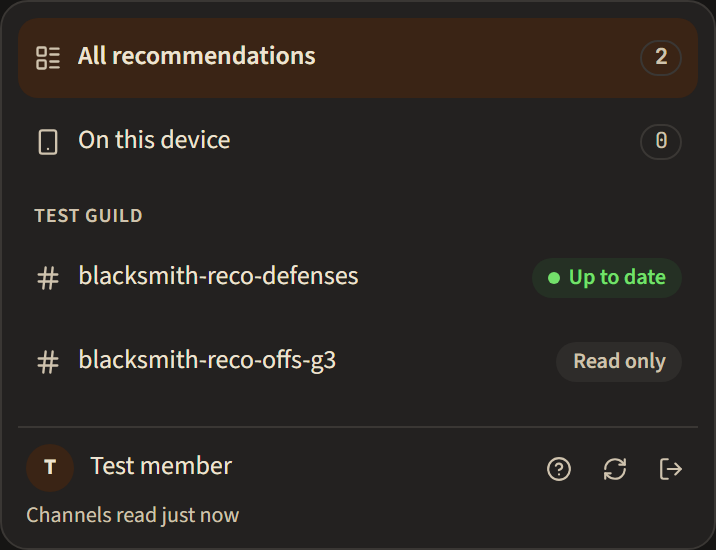 All recommendations 2
On this device 0
TEST GUILD
# blacksmith-reco-defenses Up to date
# blacksmith-reco-offs-g3 Read only
T Test member
Channels read just now